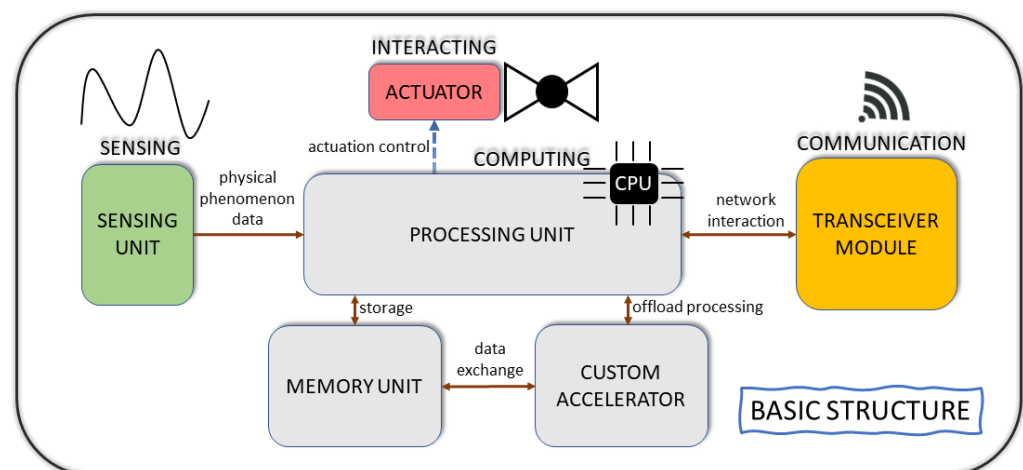 INTERACTING
ACTUATOR
actuation control
SENSING
physical
phenomenon
data
SENSING
UNIT
COMPUTING
CPU
PROCESSING UNIT
COMMUNICATION
network
interaction
TRANSCEIVER
MODULE
storage
offload processing
MEMORY UNIT
data
exchange
CUSTOM
ACCELERATOR
BASIC STRUCTURE